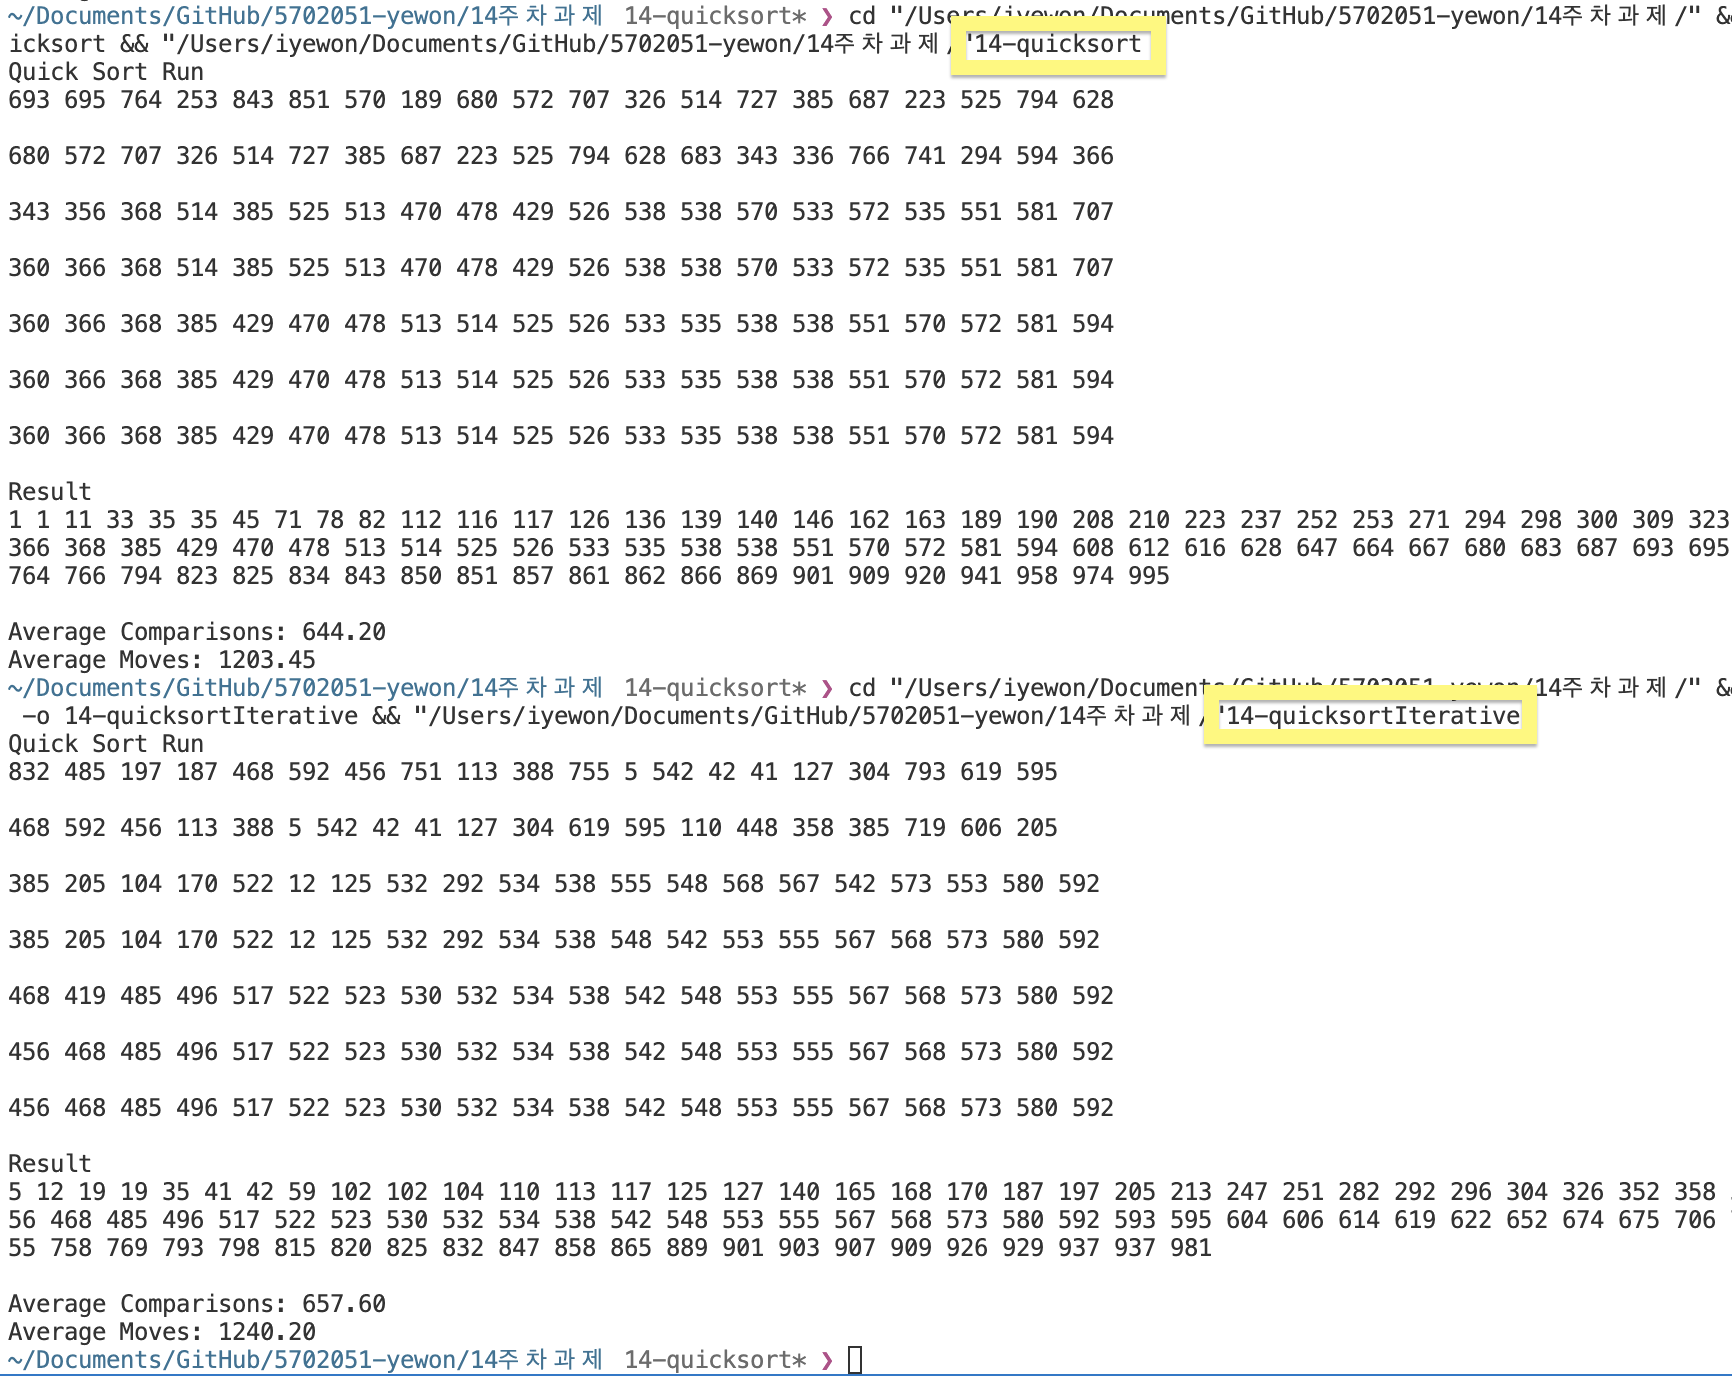 ~/Documents/GitHub/5702051-yewon/14주차과제 14-quicksort* ❯ cd "/Users/iyewon/Documents/GitHub/5702051-yewon/14주차과제/" &&
icksort && "/Users/iyewon/Documents/GitHub/5702051-yewon/14주차과제/"14-quicksort
Quick Sort Run
693 695 764 253 843 851 570 189 680 572 707 326 514 727 385 687 223 525 794 628
680 572 707 326 514 727 385 687 223 525 794 628 683 343 336 766 741 294 594 366
343 356 368 514 385 525 513 470 478 429 526 538 538 570 533 572 535 551 581 707
360 366 368 514 385 525 513 470 478 429 526 538 538 570 533 572 535 551 581 707
360 366 368 385 429 470 478 513 514 525 526 533 535 538 538 551 570 572 581 594
360 366 368 385 429 470 478 513 514 525 526 533 535 538 538 551 570 572 581 594
360 366 368 385 429 470 478 513 514 525 526 533 535 538 538 551 570 572 581 594
Result
1 1 11 33 35 35 45 71 78 82 112 116 117 126 136 139 140 146 162 163 189 190 208 210 223 237 252 253 271 294 298 300 309 323
366 368 385 429 470 478 513 514 525 526 533 535 538 538 551 570 572 581 594 608 612 616 628 647 664 667 680 683 687 693 695
764 766 794 823 825 834 843 850 851 857 861 862 866 869 901 909 920 941 958 974 995
Average Comparisons: 644.20
Average Moves: 1203.45
~/Documents/GitHub/5702051-yewon/14주차과제 14-quicksort* ❯ cd "/Users/iyewon/Documents/GitHub/5702051-yewon/14주차과제/" &&
-o 14-quicksortIterative && "/Users/iyewon/Documents/GitHub/5702051-yewon/14주차과제/"14-quicksortIterative
Quick Sort Run
832 485 197 187 468 592 456 751 113 388 755 5 542 42 41 127 304 793 619 595
468 592 456 113 388 5 542 42 41 127 304 619 595 110 448 358 385 719 606 205
385 205 104 170 522 12 125 532 292 534 538 555 548 568 567 542 573 553 580 592
385 205 104 170 522 12 125 532 292 534 538 548 542 553 555 567 568 573 580 592
468 419 485 496 517 522 523 530 532 534 538 542 548 553 555 567 568 573 580 592
456 468 485 496 517 522 523 530 532 534 538 542 548 553 555 567 568 573 580 592
456 468 485 496 517 522 523 530 532 534 538 542 548 553 555 567 568 573 580 592
Result
5 12 19 19 35 41 42 59 102 102 104 110 113 117 125 127 140 165 168 170 187 197 205 213 247 251 282 292 296 304 326 352 358
56 468 485 496 517 522 523 530 532 534 538 542 548 553 555 567 568 573 580 592 593 595 604 606 614 619 622 652 674 675 706
55 758 769 793 798 815 820 825 832 847 858 865 889 901 903 907 909 926 929 937 937 981
Average Comparisons: 657.60
Average Moves: 1240.20
~/Documents/GitHub/5702051-yewon/14주차과제 14-quicksort* ❯